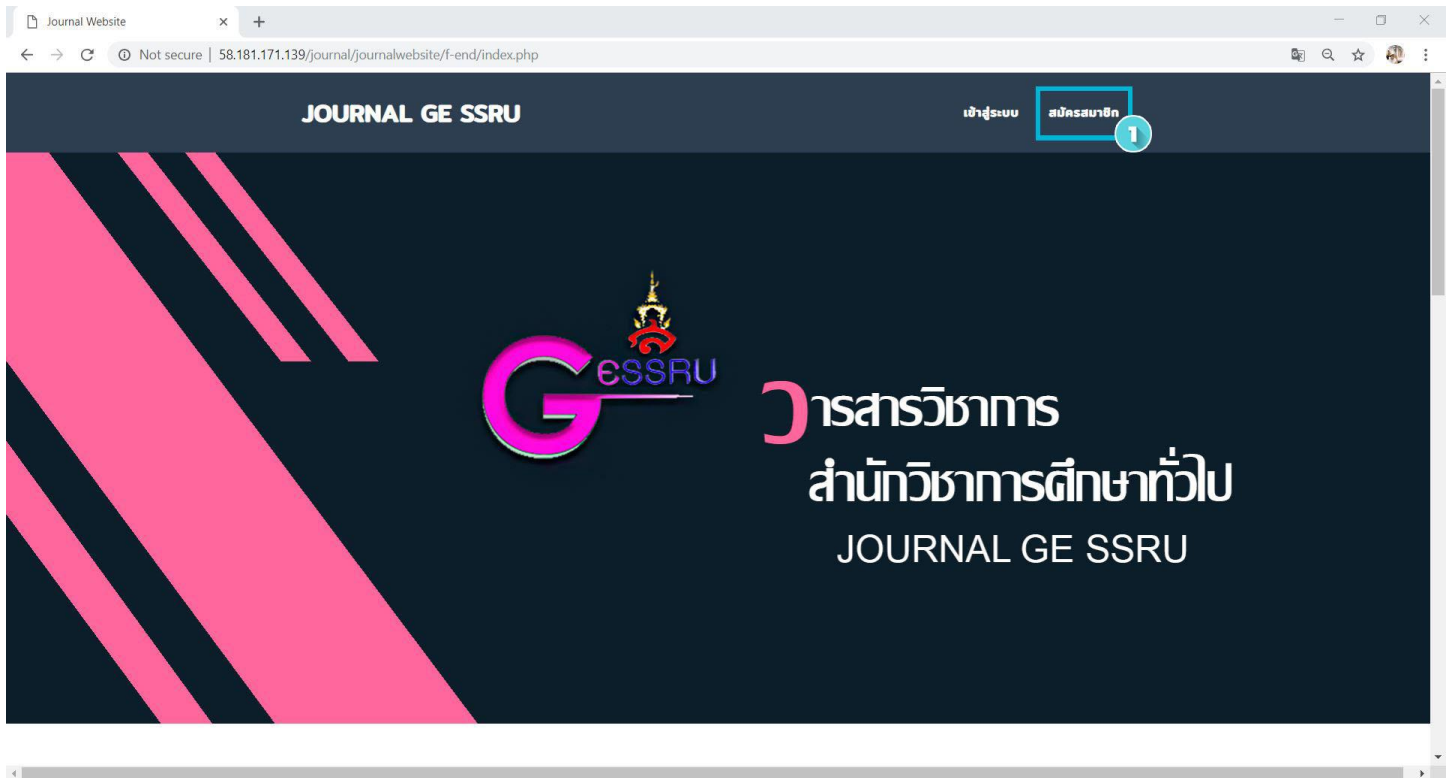 Journal Website
Not secure | 58.181.171.139/journal/journalwebsite/f-end/index.php
JOURNAL GE SSRU
เข้าสู่ระบบ
สมัครสมาชิก
1
GESSRU
วารสารวิชาการ
สำนักวิชาการศึกษาทั่วไป
JOURNAL GE SSRU